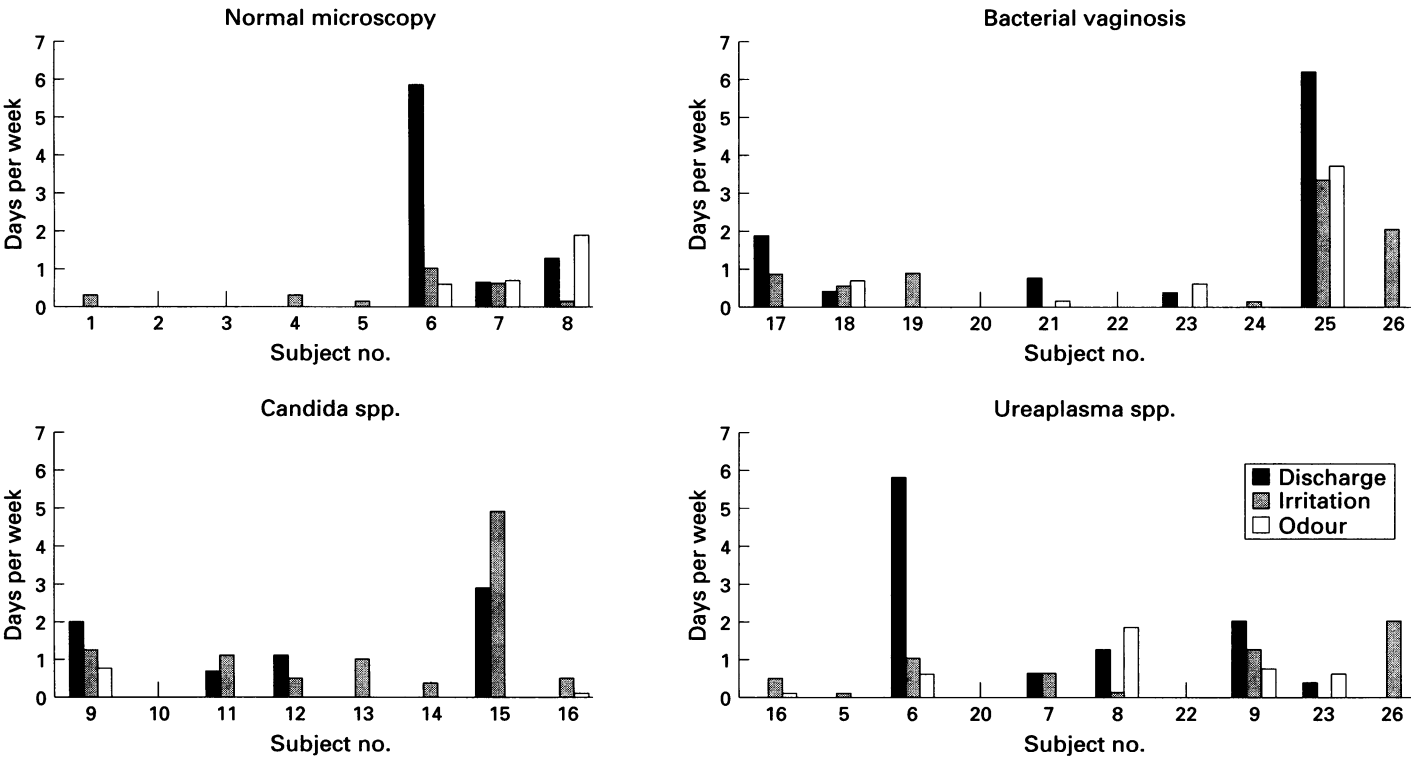 Normal microscopy
Days per week
7
6
5
4
3
2
1
0
1 2 3 4 5 6 7 8
Subject no.
Bacterial vaginosis
Days per week
7
6
5
4
3
2
1
0
17 18 19 20 21 22 23 24 25 26
Subject no.
Candida spp.
Days per week
7
6
5
4
3
2
1
0
9 10 11 12 13 14 15 16
Subject no.
Ureaplasma spp.
Days per week
7
6
5
4
3
2
1
0
Discharge
Irritation
Odour
16 5 6 20 7 8 22 9 23 26
Subject no.